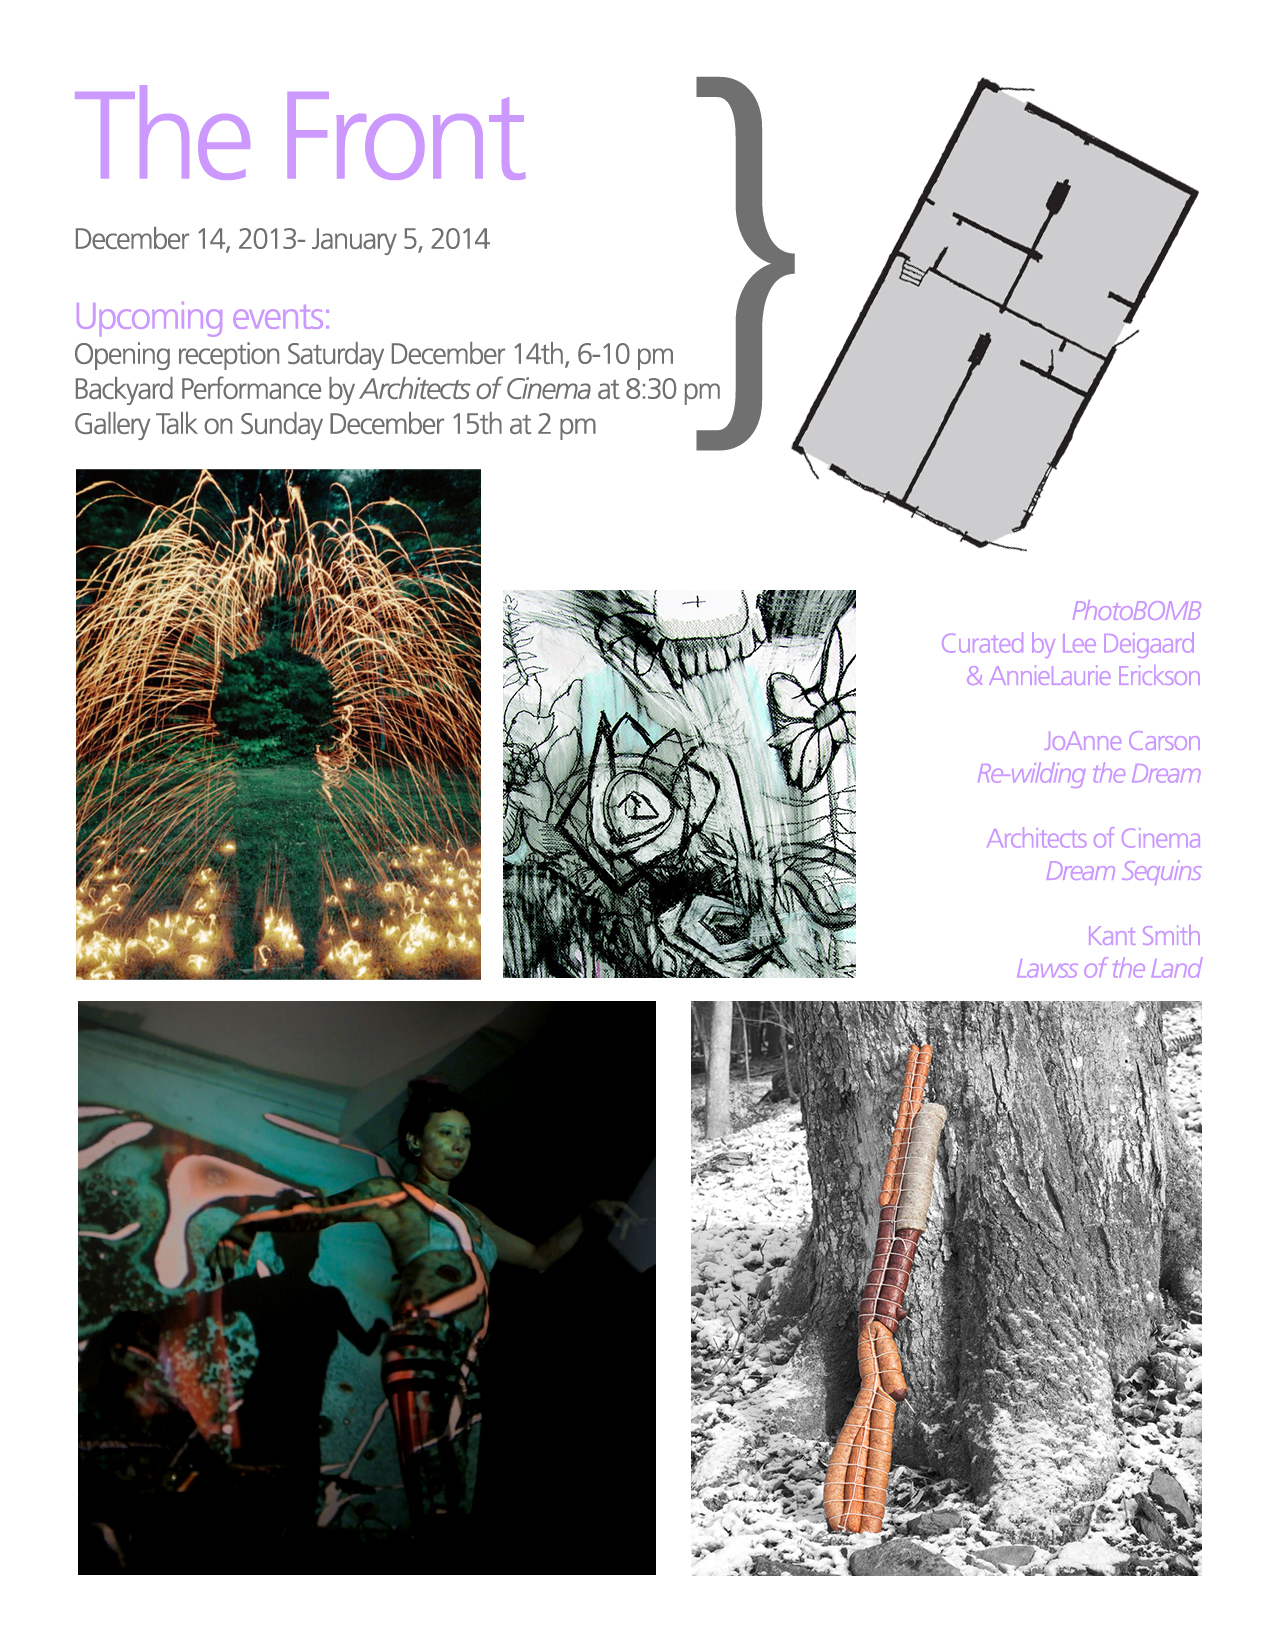 The Front
December 14, 2013- January 5, 2014
Upcoming events:
Opening reception Saturday December 14th, 6-10 pm
Backyard Performance by Architects of Cinema at 8:30 pm
Gallery Talk on Sunday December 15th at 2 pm
}
PhotoBOMB
Curated by Lee Deigaard
& AnnieLaurie Erickson
JoAnne Carson
Re-wilding the Dream
Architects of Cinema
Dream Sequins
Kant Smith
Lawss of the Land